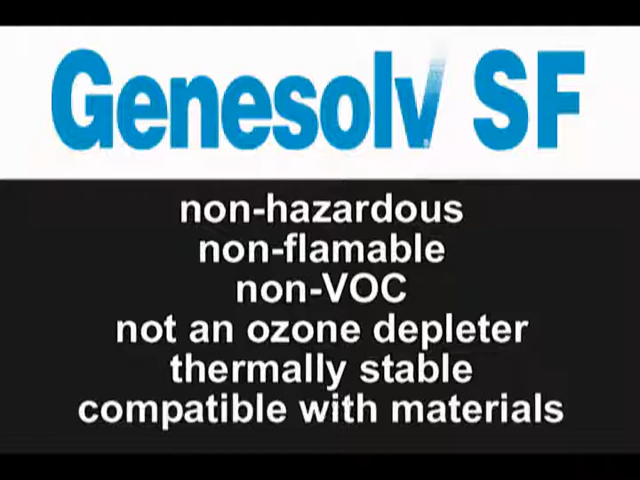 Genesolv® SF
non-hazardous
non-flamable
non-VOC
not an ozone depleter
thermally stable
compatible with materials